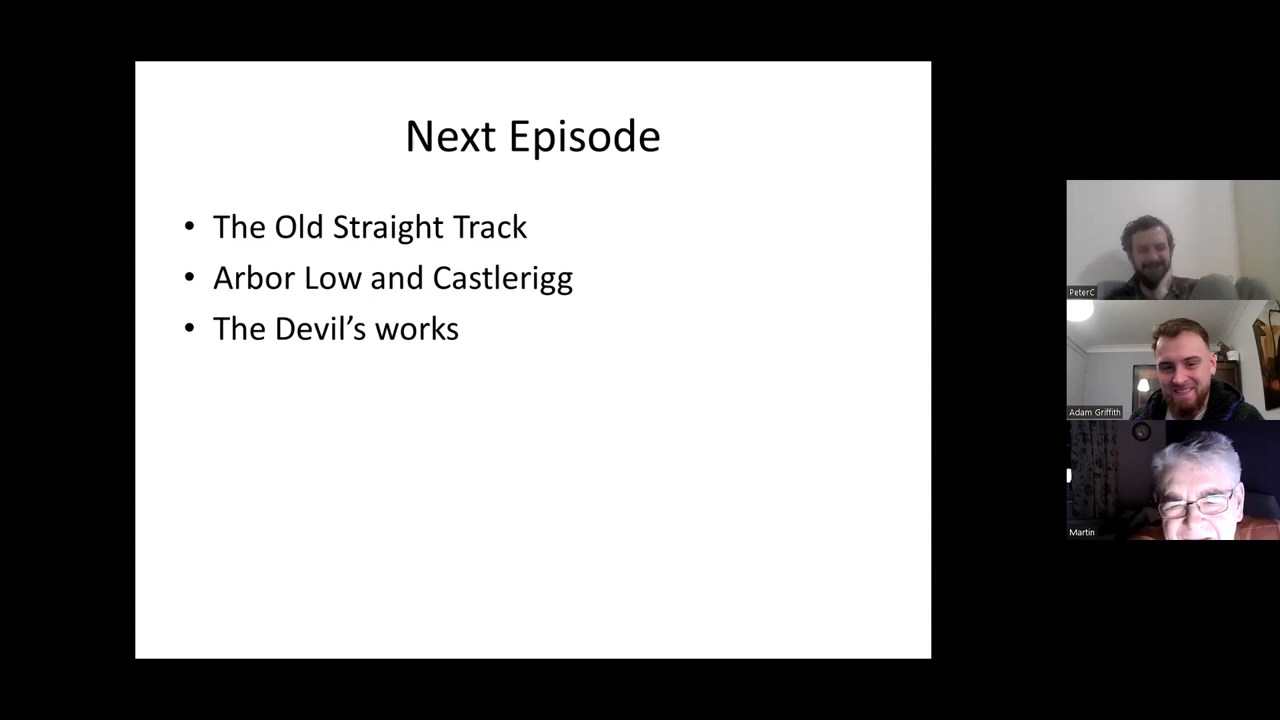 Next Episode
• The Old Straight Track
• Arbor Low and Castlerigg
• The Devil’s works
PeterC
Adam Griffith
Martin